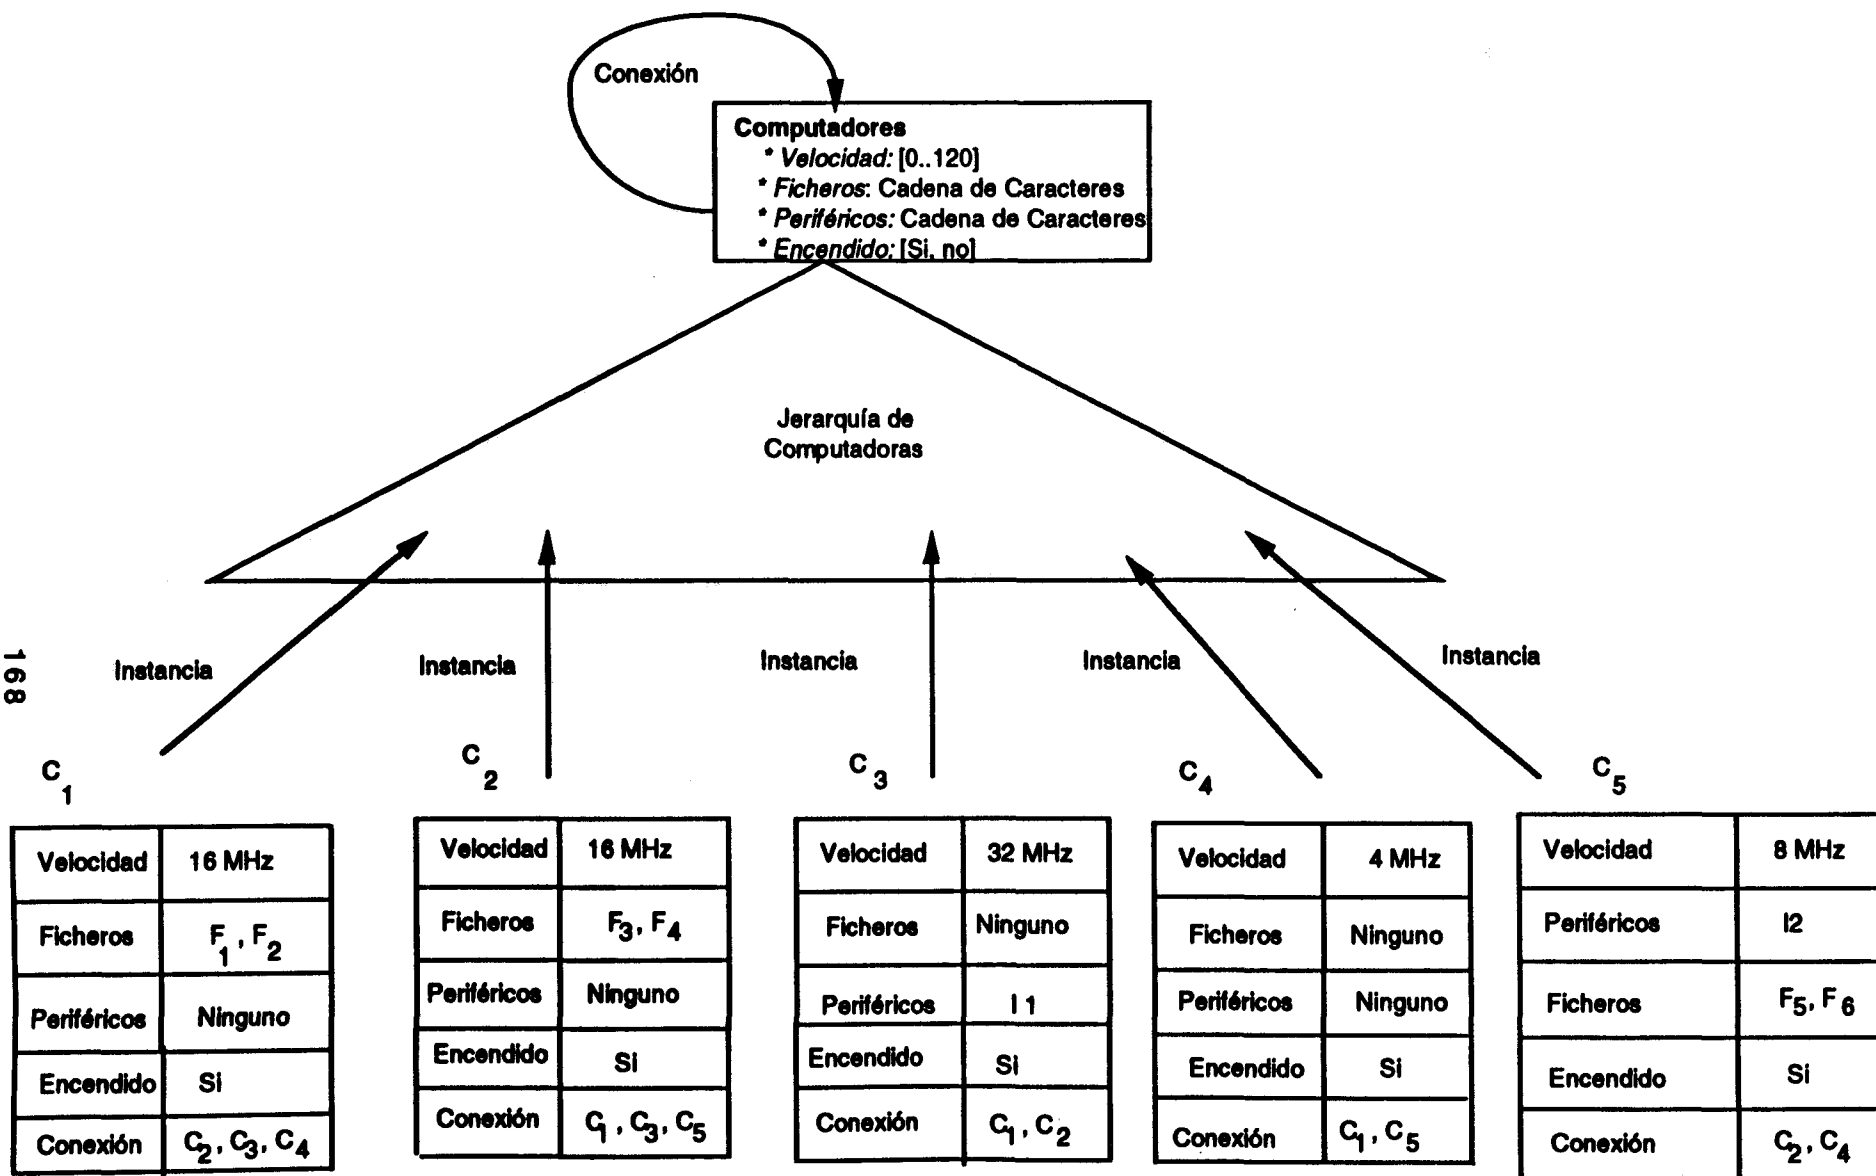 Conexión
Computadores
* Velocidad: [0..120]
* Ficheros: Cadena de Caracteres
* Periféricos: Cadena de Caracteres
* Encendido: [Si, no]
Jerarquía de
Computadoras
Instancia
Instancia
Instancia
Instancia
Instancia
168
C1
Velocidad 16 MHz
Ficheros F1, F2
Periféricos Ninguno
Encendido Si
Conexión C2, C3, C4
C2
Velocidad 16 MHz
Ficheros F3, F4
Periféricos Ninguno
Encendido Si
Conexión C1, C3, C5
C3
Velocidad 32 MHz
Ficheros Ninguno
Periféricos I1
Encendido Si
Conexión C1, C2
C4
Velocidad 4 MHz
Ficheros Ninguno
Periféricos Ninguno
Encendido Si
Conexión C1, C5
C5
Velocidad 8 MHz
Periféricos I2
Ficheros F5, F6
Encendido Si
Conexión C2, C4